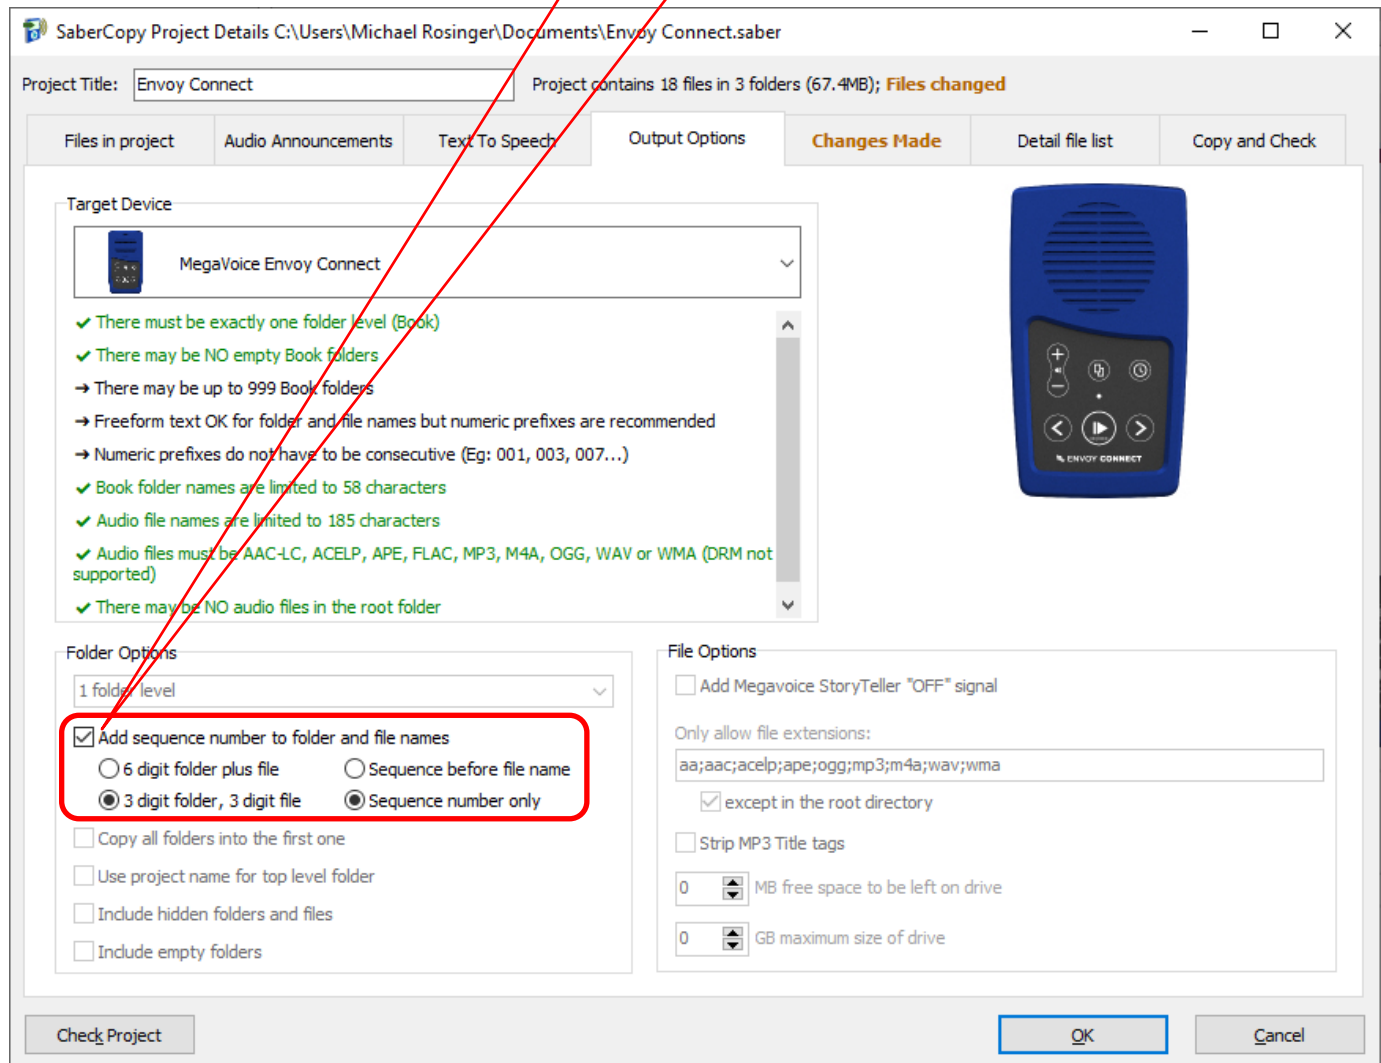 SaberCopy Project Details C:\Users\Michael Rosinger\Documents\Envoy Connect.saber
Project Title: Envoy Connect Project contains 18 files in 3 folders (67.4MB); Files changed
Files in project Audio Announcements Text To Speech Output Options Changes Made Detail file list Copy and Check
Target Device
MegaVoice Envoy Connect
✔ There must be exactly one folder level (Book)
✔ There may be NO empty Book folders
➔ There may be up to 999 Book folders
➔ Freeform text OK for folder and file names but numeric prefixes are recommended
➔ Numeric prefixes do not have to be consecutive (Eg: 001, 003, 007...)
✔ Book folder names are limited to 58 characters
✔ Audio file names are limited to 185 characters
✔ Audio files must be AAC-LC, ACELP, APE, FLAC, MP3, M4A, OGG, WAV or WMA (DRM not
supported)
✔ There may be NO audio files in the root folder
ENVOY CONNECT
Folder Options
1 folder level
Add sequence number to folder and file names
6 digit folder plus file Sequence before file name
3 digit folder, 3 digit file Sequence number only
Copy all folders into the first one
Use project name for top level folder
Include hidden folders and files
Include empty folders
File Options
Add Megavoice StoryTeller "OFF" signal
Only allow file extensions:
aa;aac;acelp;ape;ogg;mp3;m4a;wav;wma
except in the root directory
Strip MP3 Title tags
0 MB free space to be left on drive
0 GB maximum size of drive
Check Project OK Cancel